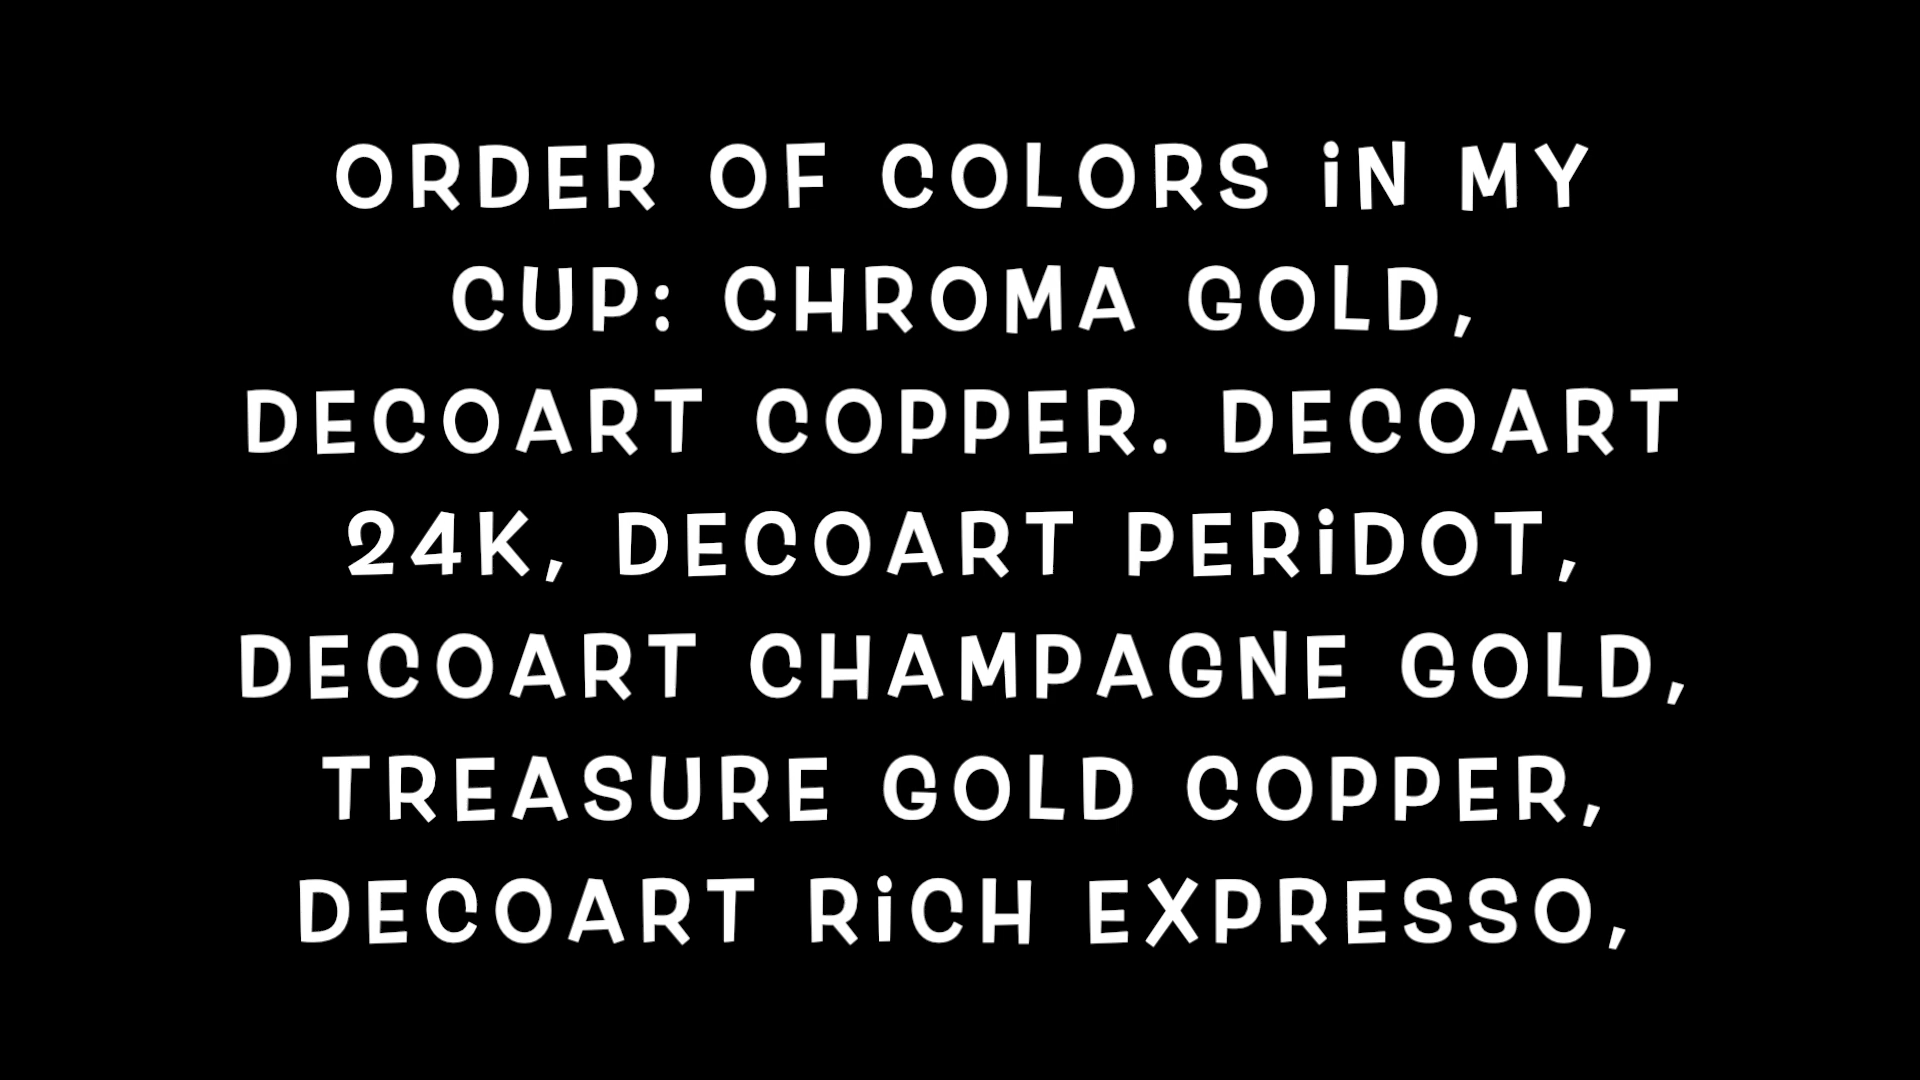 ORDER OF COLORS iN MY
CUP: CHROMA GOLD,
DECOART COPPER. DECOART
24K, DECOART PERiDOT,
DECOART CHAMPAGNE GOLD,
TREASURE GOLD COPPER,
DECOART RiCH EXPRESSO,